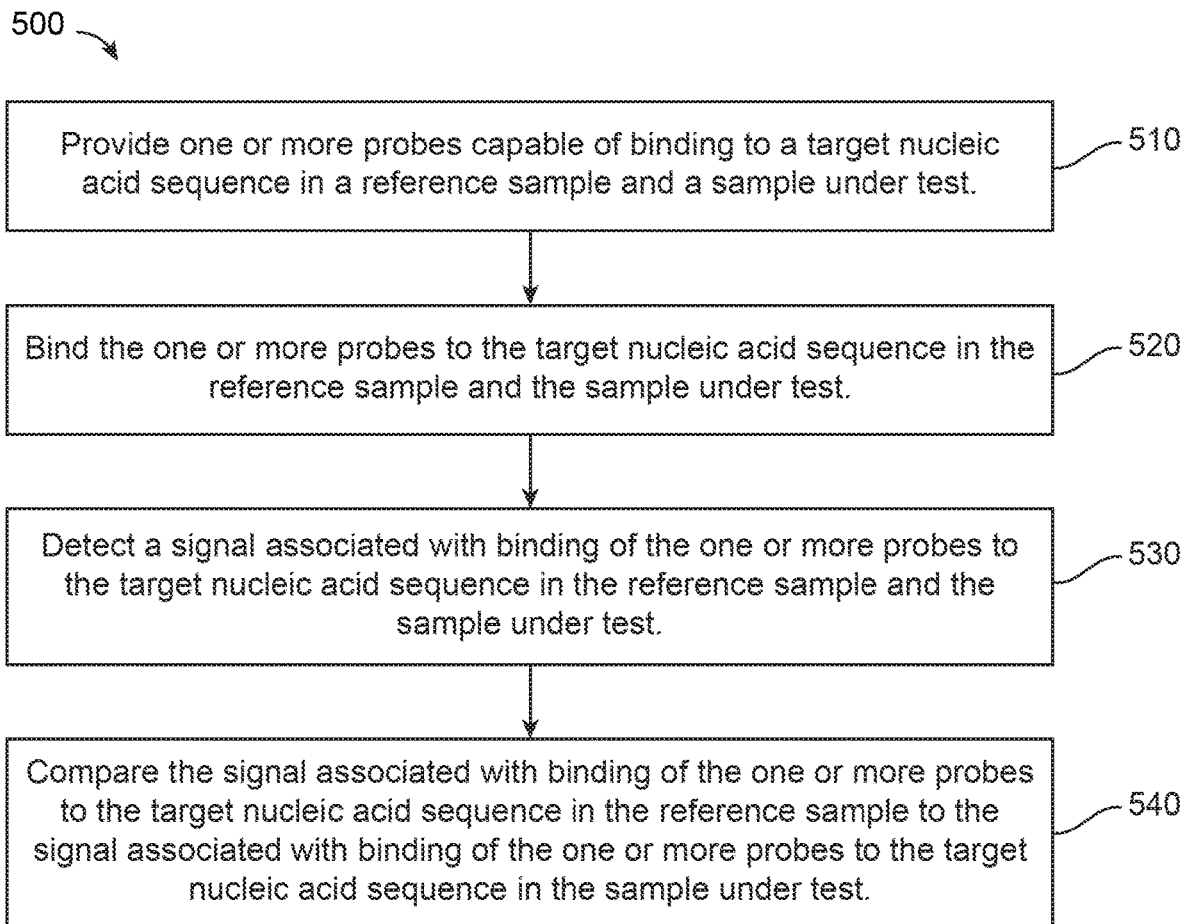 500
Provide one or more probes capable of binding to a target nucleic
acid sequence in a reference sample and a sample under test.
510
Bind the one or more probes to the target nucleic acid sequence in the
reference sample and the sample under test.
520
Detect a signal associated with binding of the one or more probes to
the target nucleic acid sequence in the reference sample and the
sample under test.
530
Compare the signal associated with binding of the one or more probes
to the target nucleic acid sequence in the reference sample to the
signal associated with binding of the one or more probes to the target
nucleic acid sequence in the sample under test.
540